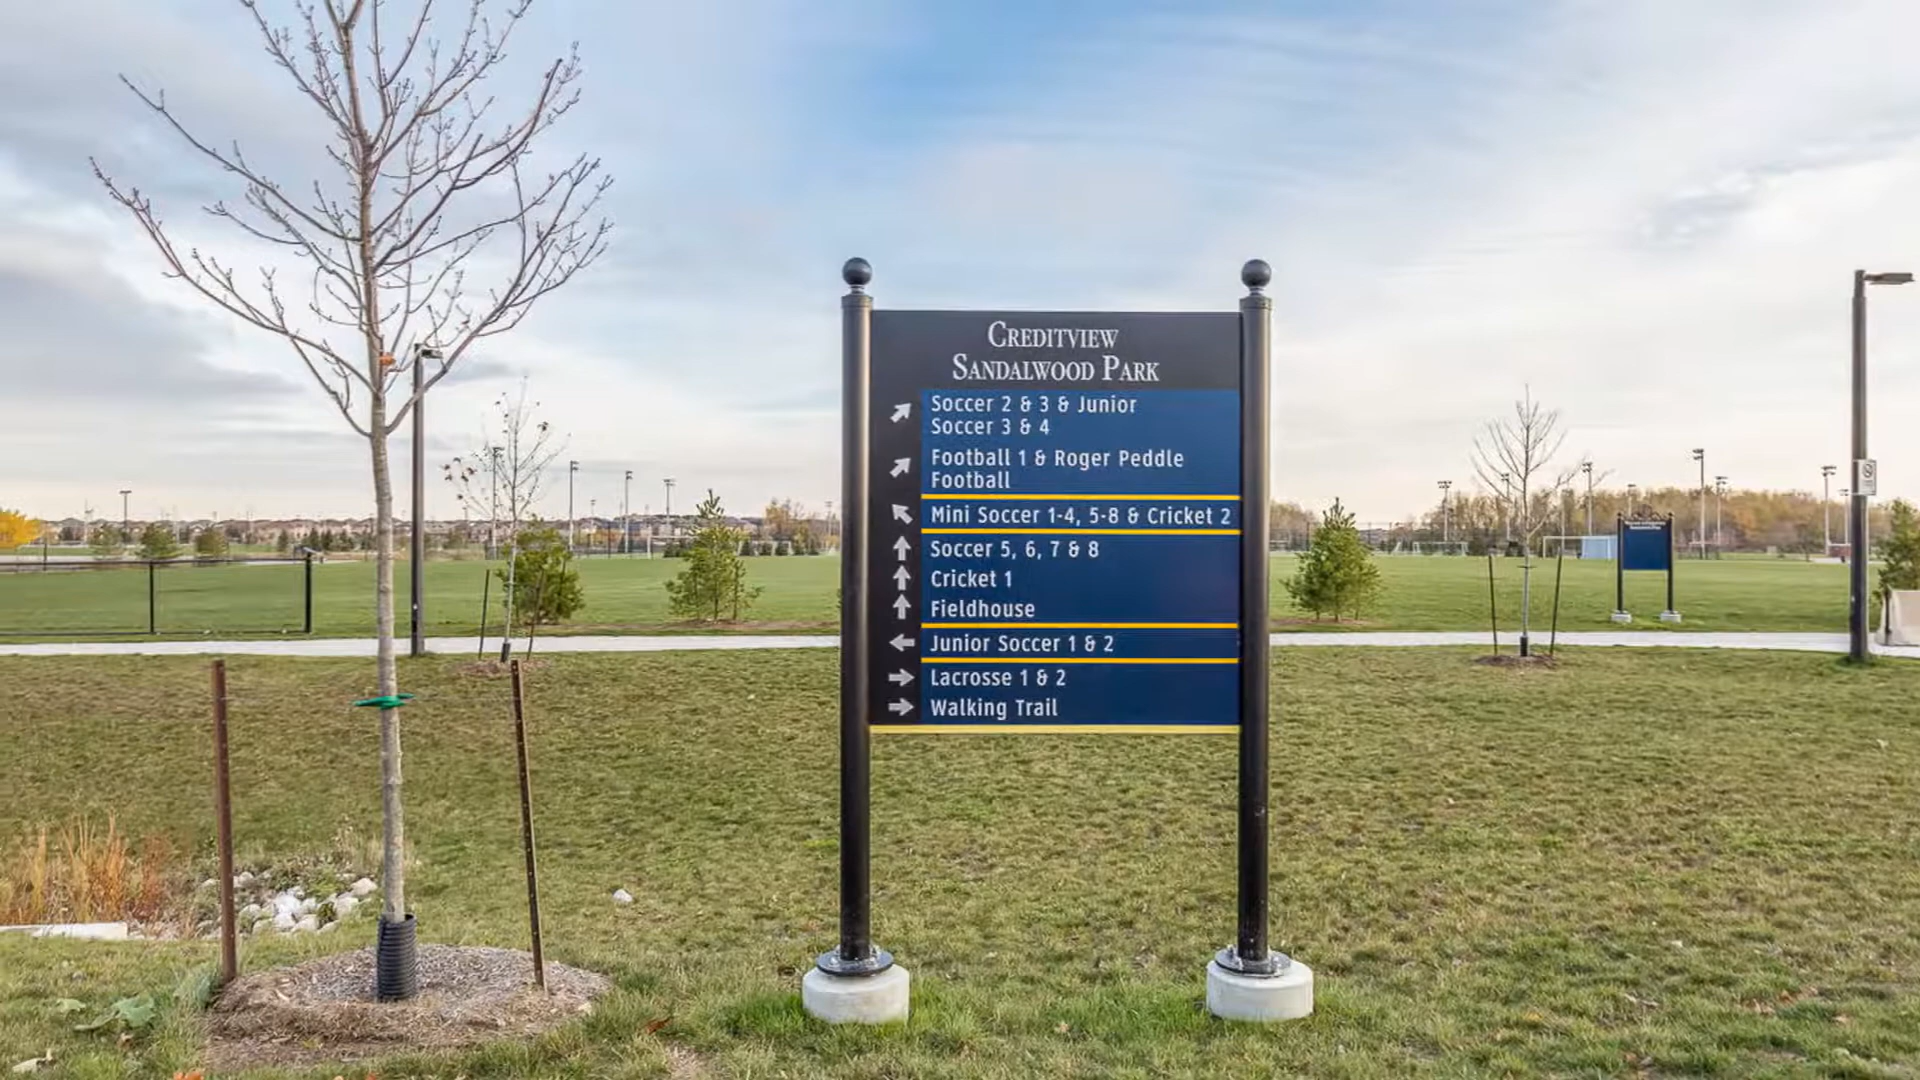 CREDITVIEW
SANDALWOOD PARK
Soccer 2 & 3 & Junior
Soccer 3 & 4
Football 1 & Roger Peddle
Football
Mini Soccer 1-4, 5-8 & Cricket 2
Soccer 5, 6, 7 & 8
Cricket 1
Fieldhouse
Junior Soccer 1 & 2
Lacrosse 1 & 2
Walking Trail